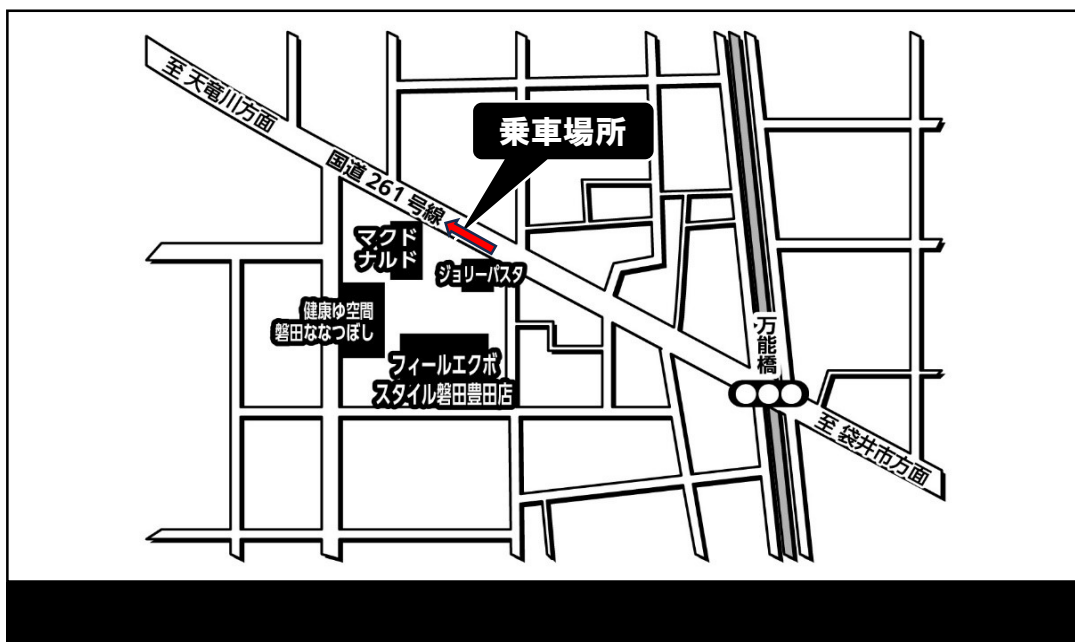 至 天竜川方面
乗車場所
国道 261 号線
マクド
ナルド
ジョリーパスタ
健康ゆ空間
磐田ななつぼし
フィールエクボ
スタイル磐田豊田店
万能橋
至 袋井市方面